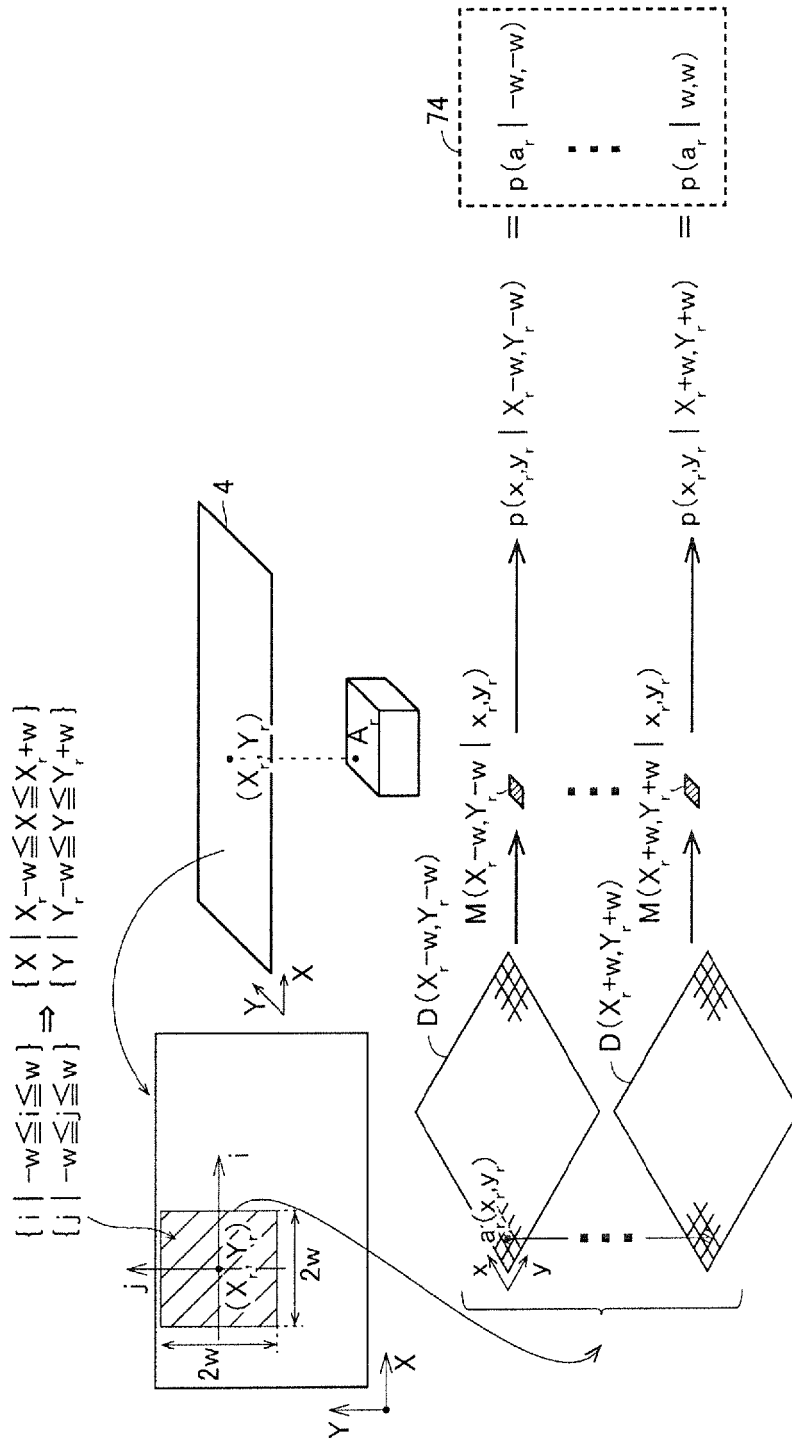 { i | -w≦i≦w } ⇒ { X | X_r-w≦X≦X_r+w }
{ j | -w≦j≦w } { Y | Y_r-w≦Y≦Y_r+w }
j
i
(X_r, Y_r)
2w
2w
Y
X
4
(X_r, Y_r)
A_r
Y
X
x
y
a_r(x_r,y_r)
D(X_r-w,Y_r-w)
M(X_r-w,Y_r-w | x_r,y_r)
p(x_r,y_r | X_r-w,Y_r-w) = p(a_r | -w,-w)
74
D(X_r+w,Y_r+w)
M(X_r+w,Y_r+w | x_r,y_r)
p(x_r,y_r | X_r+w,Y_r+w) = p(a_r | w,w)